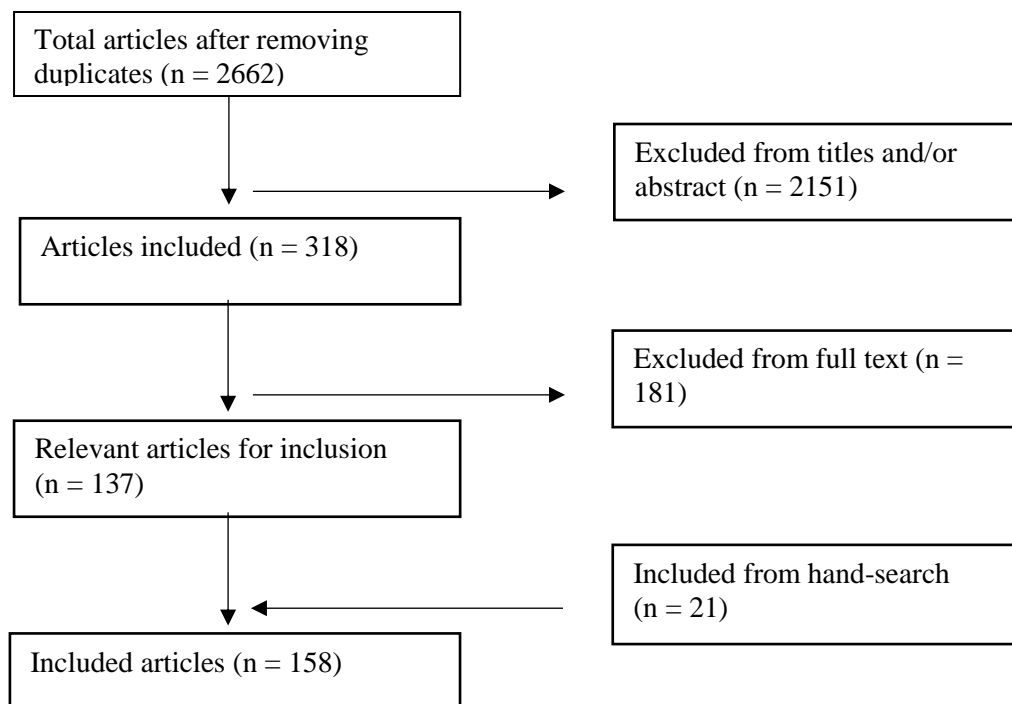 Total articles after removing
duplicates (n = 2662)
Excluded from titles and/or
abstract (n = 2151)
Articles included (n = 318)
Excluded from full text (n =
181)
Relevant articles for inclusion
(n = 137)
Included from hand-search
(n = 21)
Included articles (n = 158)